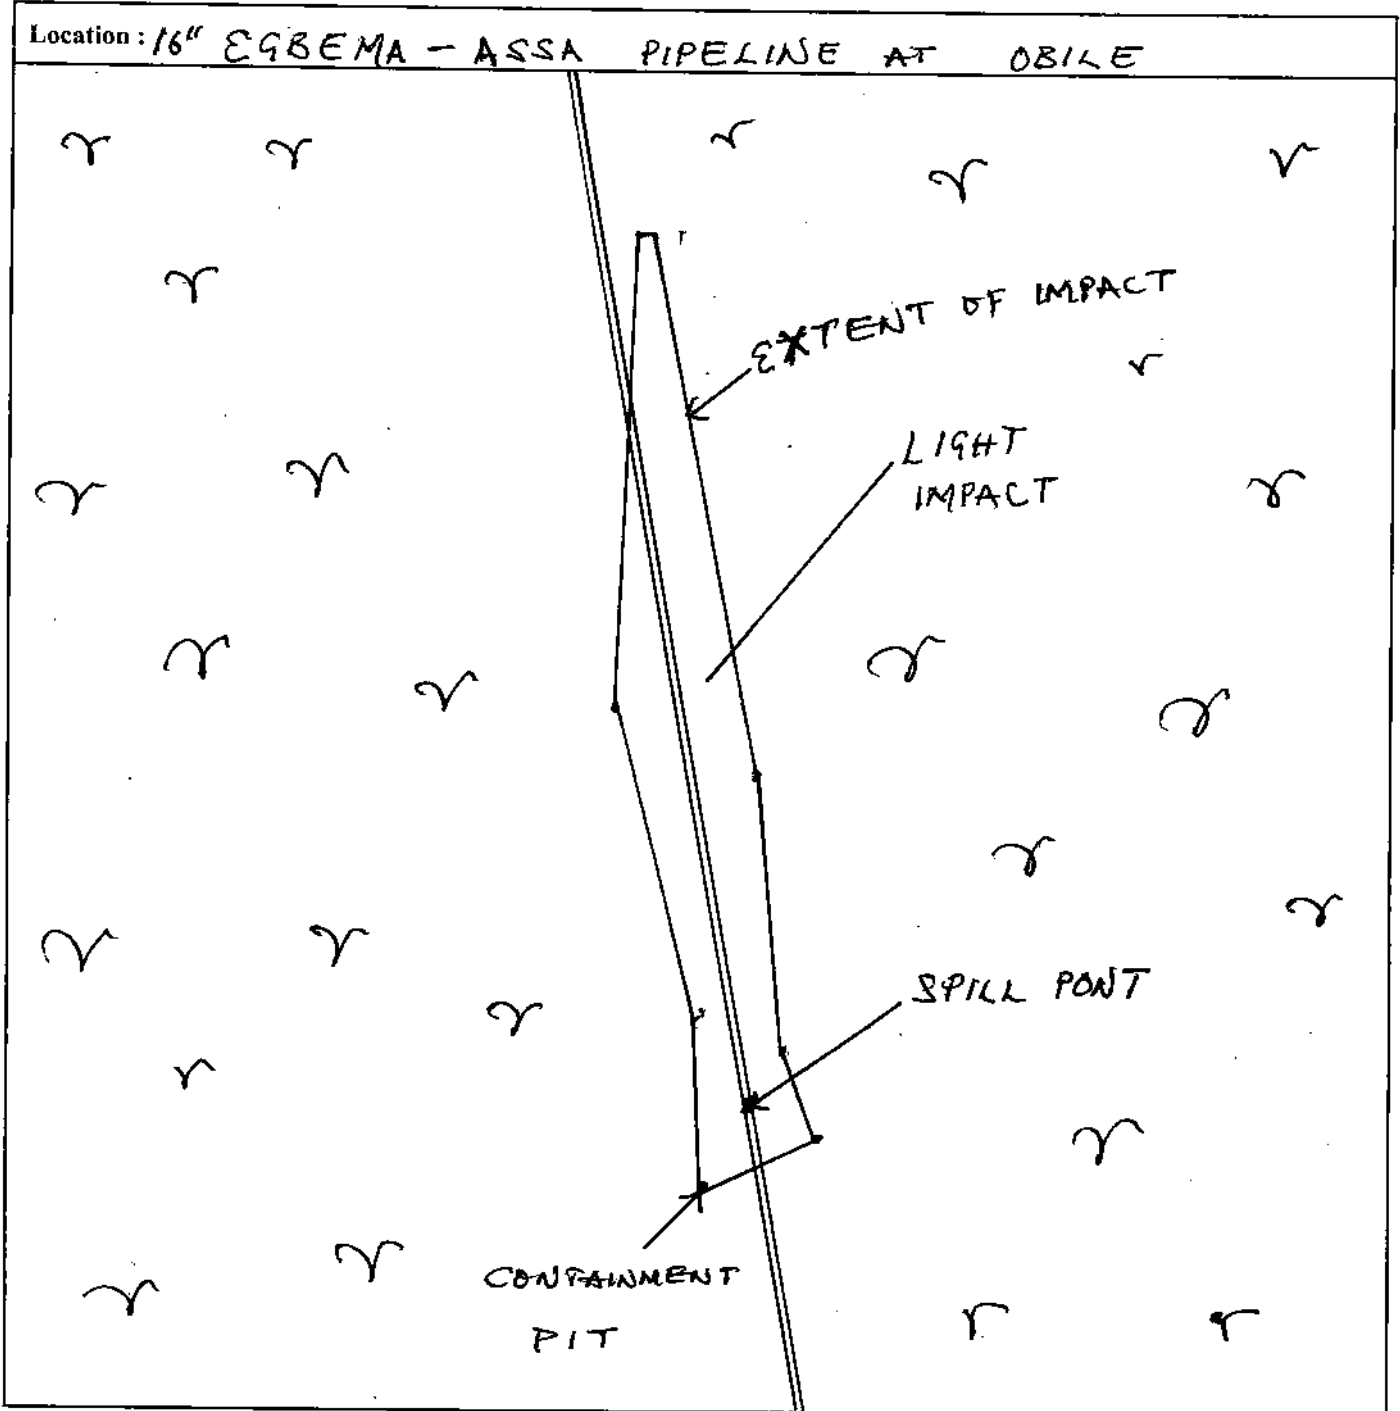 Location : 16" EGBEMA - ASSA PIPELINE AT OBILE
EXTENT OF IMPACT
LIGHT
IMPACT
SPILL PONT
CONTAINMENT
PIT